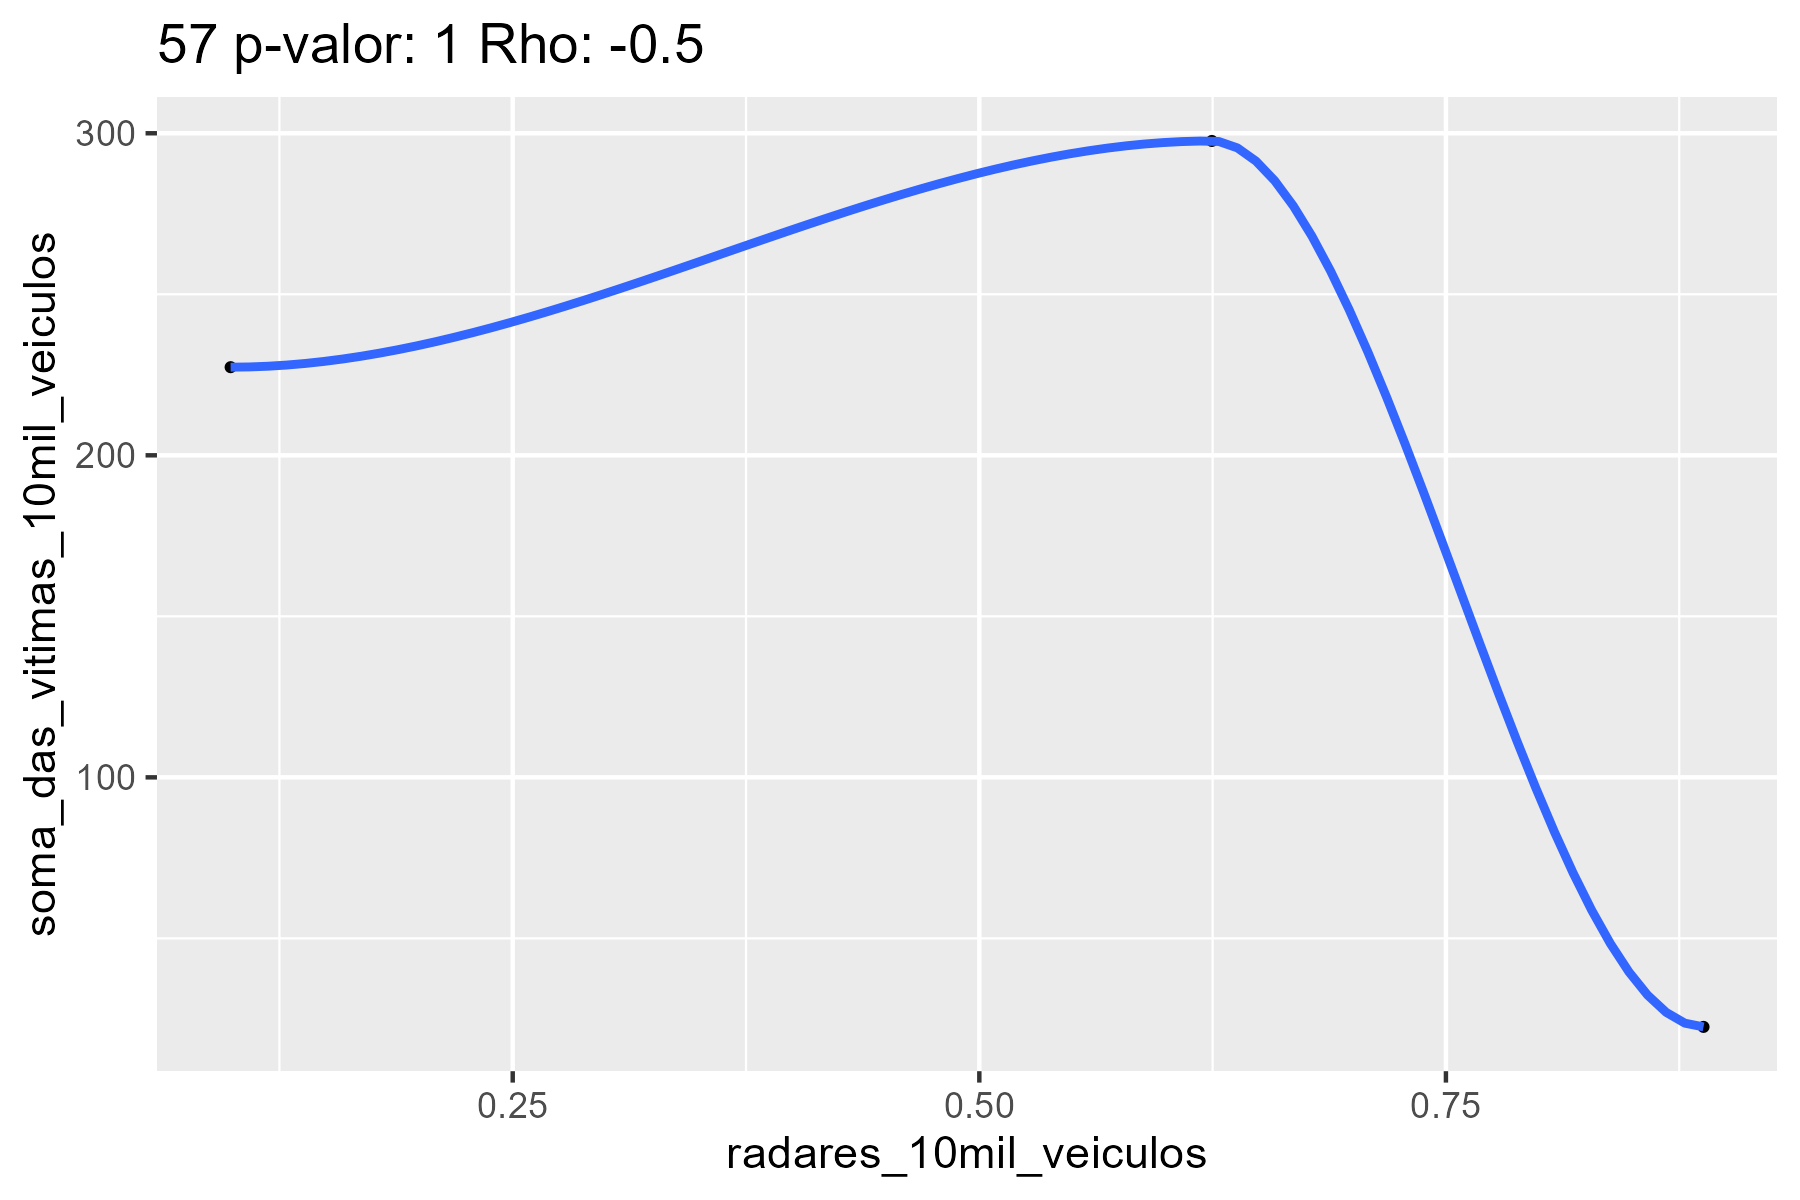 57 p-valor: 1 Rho: -0.5
soma_das_vitimas_10mil_veiculos
300
200
100
0.25 0.50 0.75
radares_10mil_veiculos